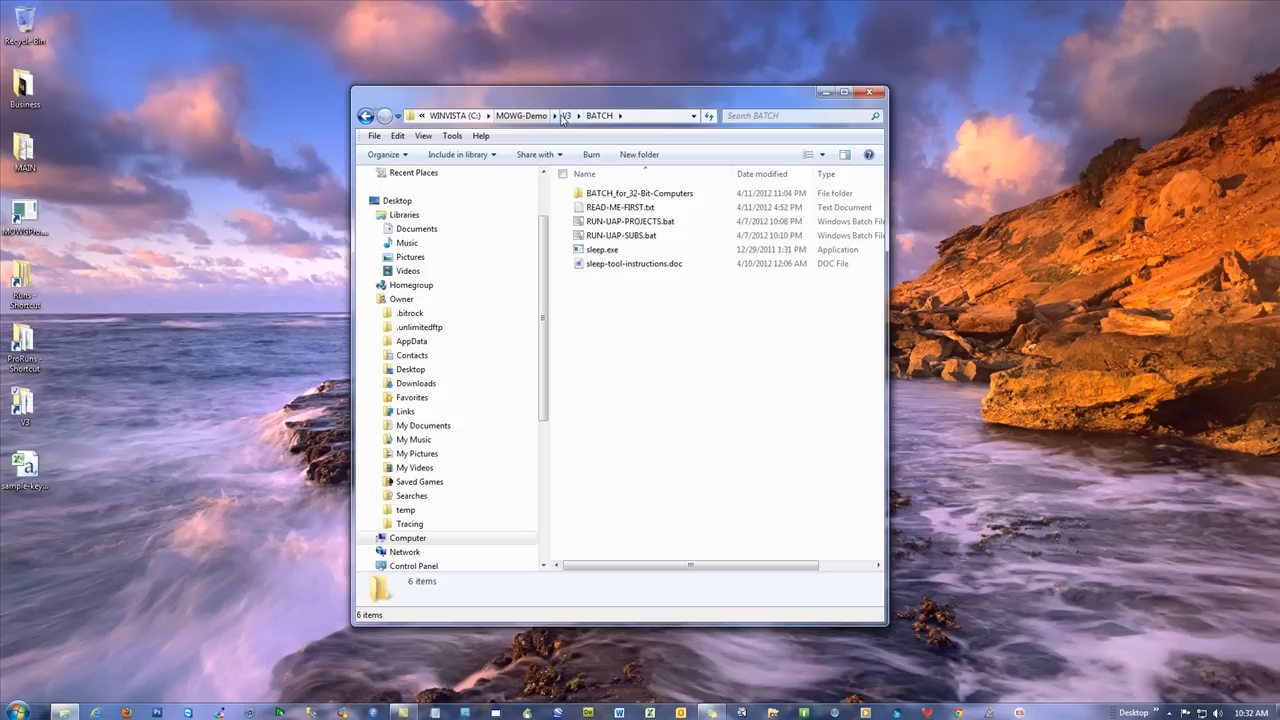 Recycle Bin
Business
MAIN
MOWGPro...
Runs -
Shortcut
ProRuns -
Shortcut
V3
sample-key...
« WINVISTA (C:) MOWG-Demo V3 BATCH
Search BATCH
File Edit View Tools Help
Organize Include in library Share with Burn New folder
Recent Places
Desktop
Libraries
Documents
Music
Pictures
Videos
Homegroup
Owner
.bitrock
.unlimitedftp
AppData
Contacts
Desktop
Downloads
Favorites
Links
My Documents
My Music
My Pictures
My Videos
Saved Games
Searches
temp
Tracing
Computer
Network
Control Panel
Name Date modified Type
BATCH_for_32-Bit-Computers 4/11/2012 11:04 PM File folder
READ-ME-FIRST.txt 4/11/2012 4:52 PM Text Document
RUN-UAP-PROJECTS.bat 4/7/2012 10:08 PM Windows Batch File
RUN-UAP-SUBS.bat 4/7/2012 10:10 PM Windows Batch File
sleep.exe 12/29/2011 1:31 PM Application
sleep-tool-instructions.doc 4/10/2012 12:06 AM DOC File
6 items
6 items
Desktop » 10:32 AM